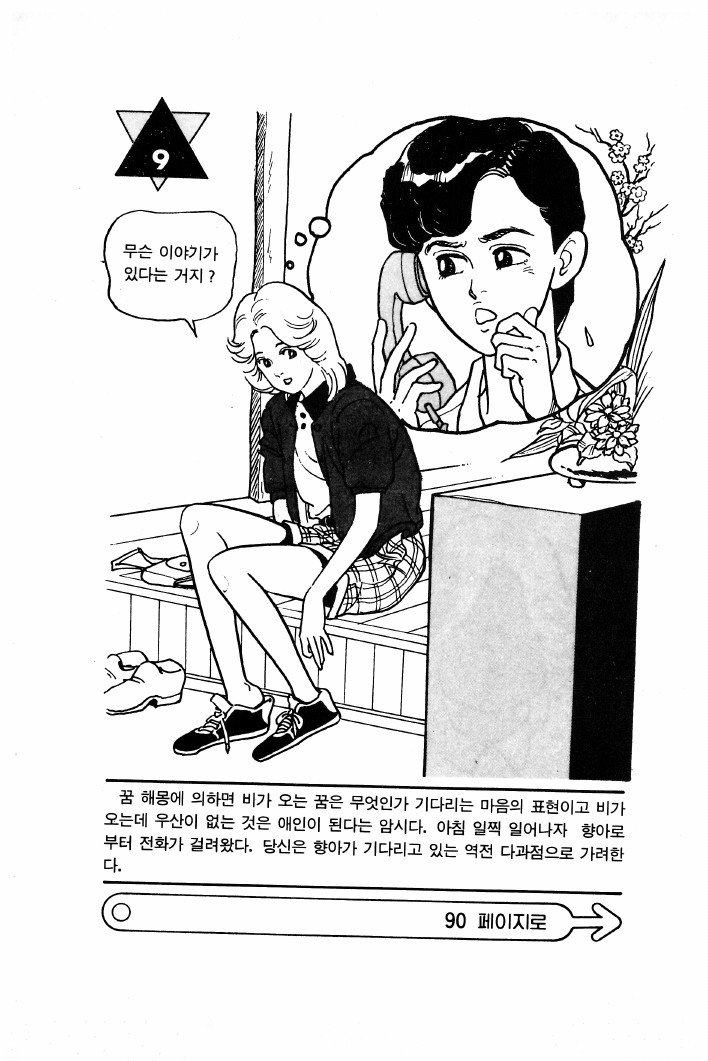 9
무슨 이야기가
있다는 거지 ?
꿈 해몽에 의하면 비가 오는 꿈은 무엇인가 기다리는 마음의 표현이고 비가
오는데 우산이 없는 것은 애인이 된다는 암시다. 아침 일찍 일어나자 향아로
부터 전화가 걸려왔다. 당신은 향아가 기다리고 있는 역전 다과점으로 가려한
다.
90 페이지로